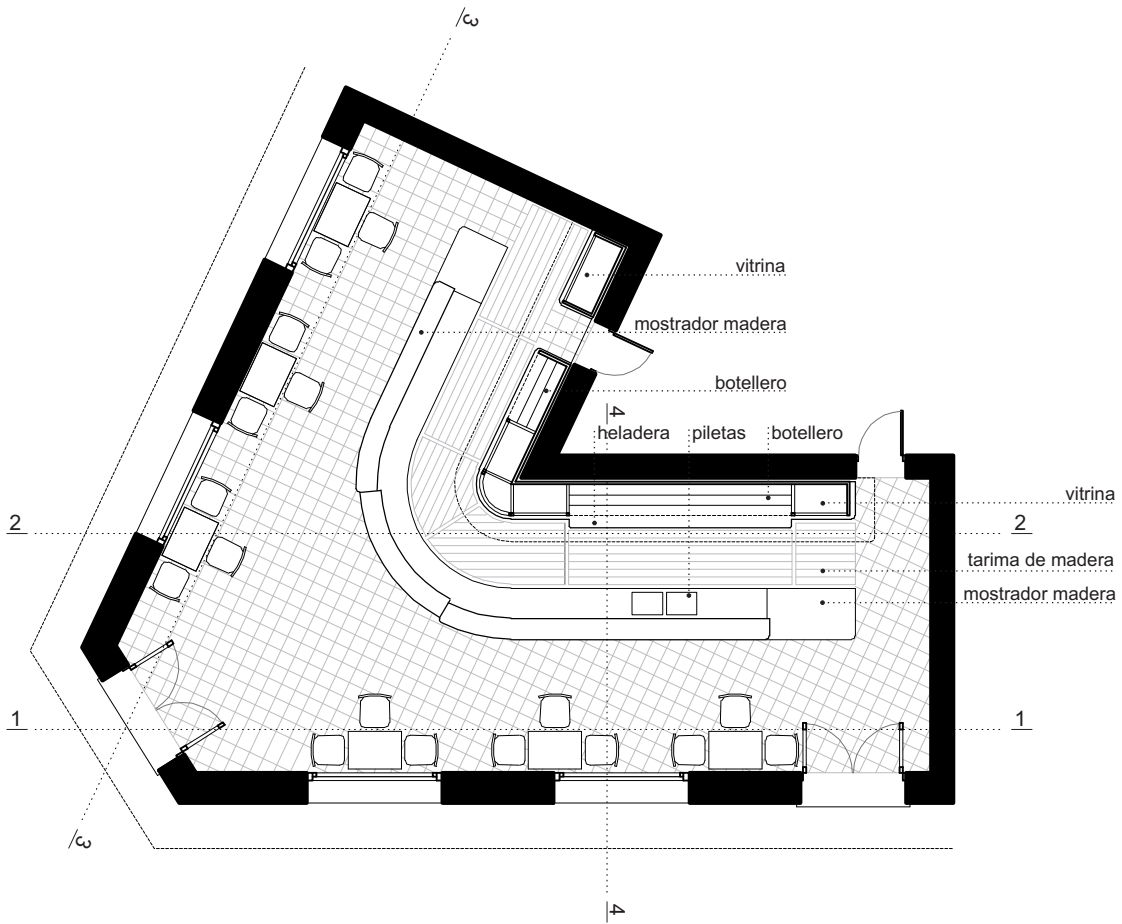 3
vitrina
mostrador madera
botellero
4
heladera
piletas
botellero
vitrina
2
2
tarima de madera
mostrador madera
1
1
3
4